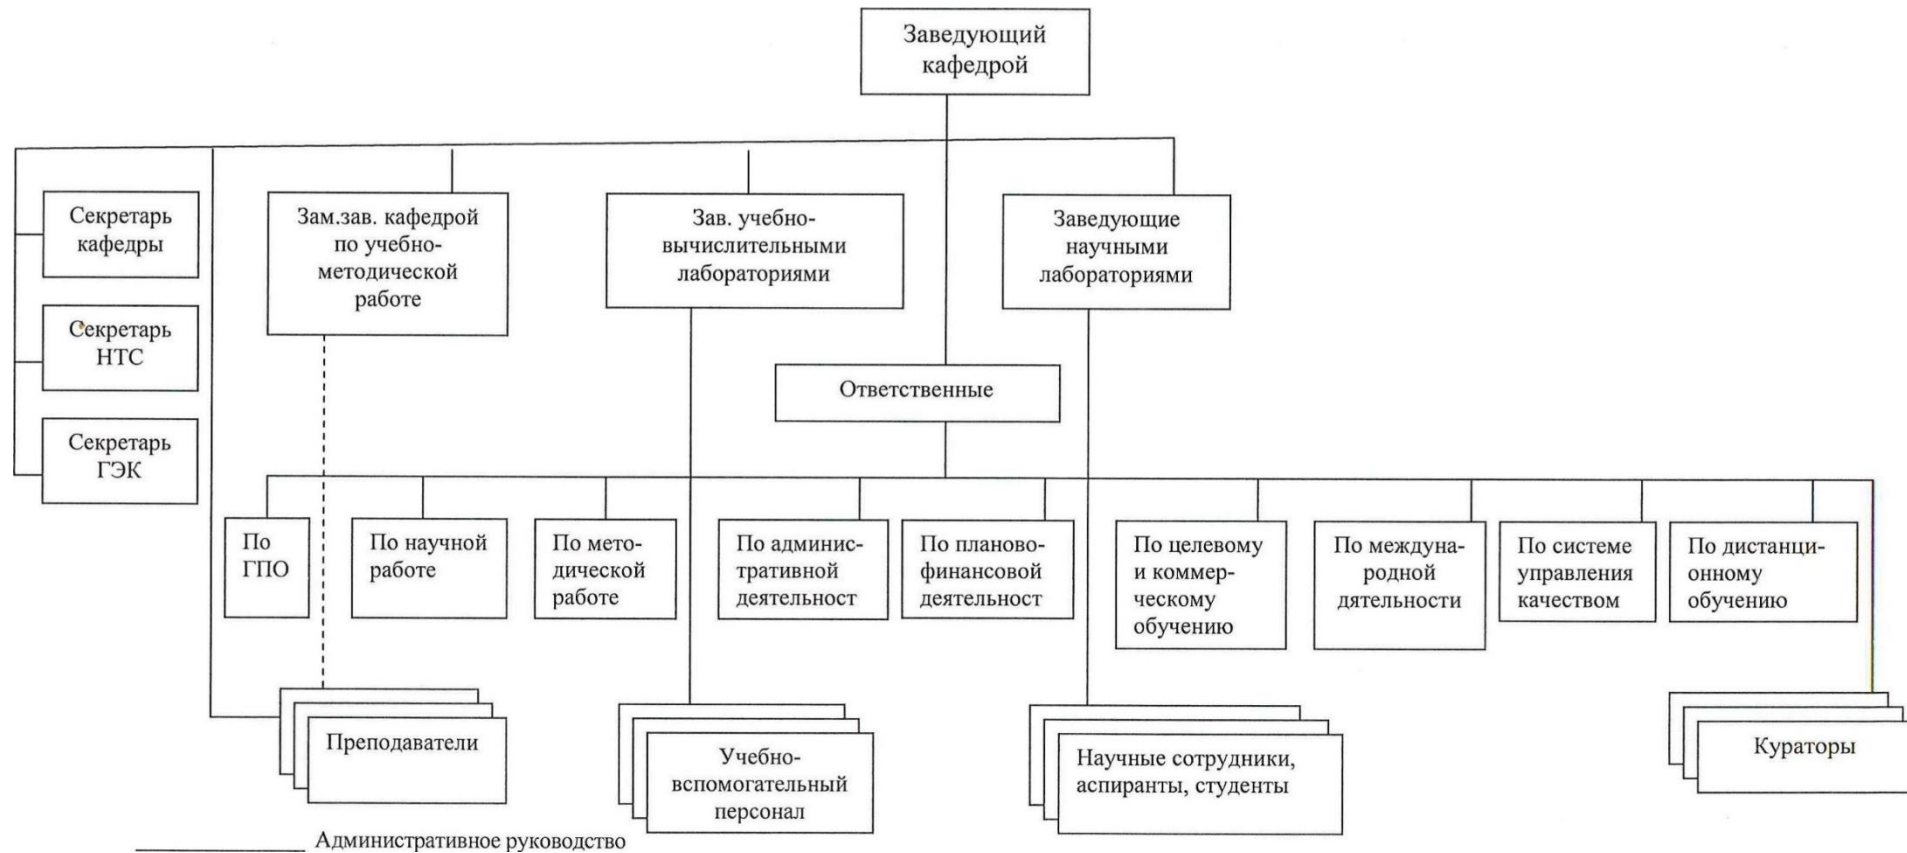 Заведующий
кафедрой
Секретарь
кафедры
Зам.зав. кафедрой
по учебно-
методической
работе
Зав. учебно-
вычислительными
лабораториями
Заведующие
научными
лабораториями
Секретарь
НТС
Ответственные
Секретарь
ГЭК
По
ГПО
По научной
работе
По мето-
дической
работе
По админис-
тративной
деятельност
По планово-
финансовой
деятельност
По целевому
и коммер-
ческому
обучению
По междуна-
родной
дятельности
По системе
управления
качеством
По дистанци-
онному
обучению
Преподаватели
Учебно-
вспомогательный
персонал
Научные сотрудники,
аспиранты, студенты
Кураторы
Административное руководство